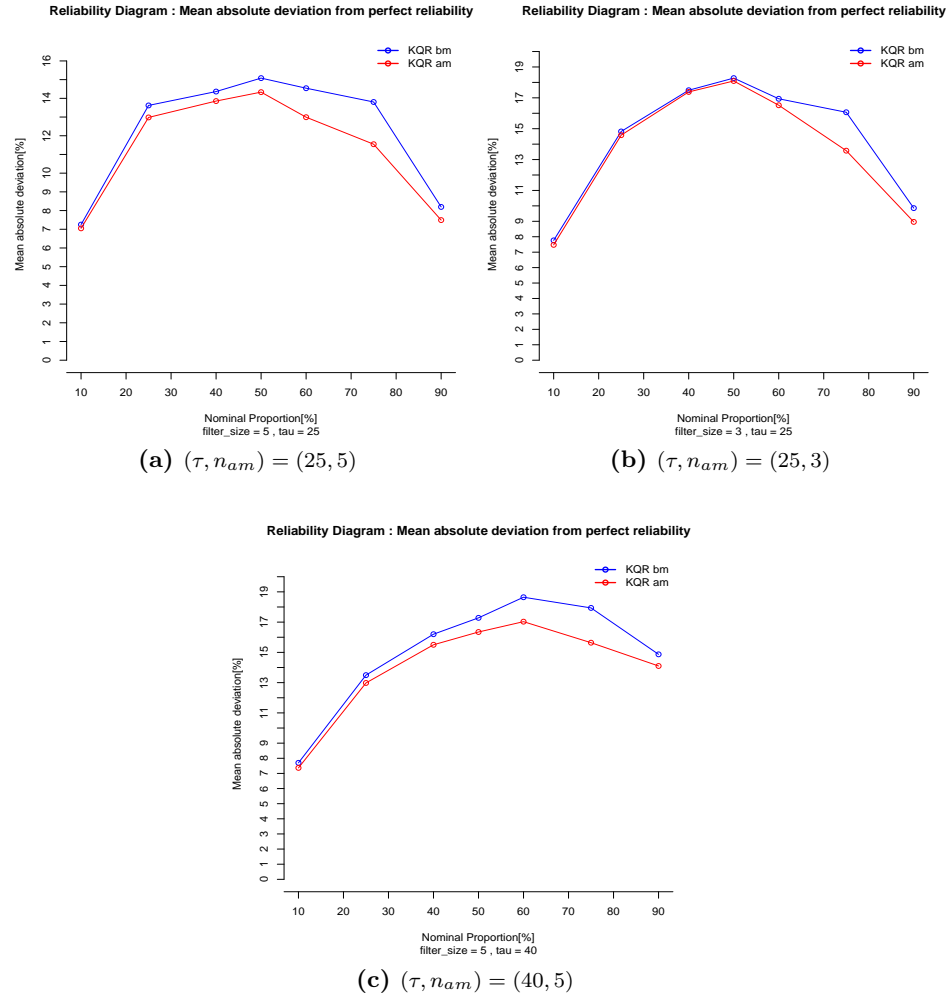 Reliability Diagram : Mean absolute deviation from perfect reliability
KQR bm
KQR am
Mean absolute deviation[%]
0 1 2 3 4 5 6 7 8 10 12 14 16
10 20 30 40 50 60 70 80 90
Nominal Proportion[%]
filter_size = 5 , tau = 25
(a) (τ, n_am) = (25, 5)
Reliability Diagram : Mean absolute deviation from perfect reliability
KQR bm
KQR am
Mean absolute deviation[%]
0 1 2 3 4 5 6 7 8 9 11 13 15 17 19
10 20 30 40 50 60 70 80 90
Nominal Proportion[%]
filter_size = 3 , tau = 25
(b) (τ, n_am) = (25, 3)
Reliability Diagram : Mean absolute deviation from perfect reliability
KQR bm
KQR am
Mean absolute deviation[%]
0 1 2 3 4 5 6 7 8 9 11 13 15 17 19
10 20 30 40 50 60 70 80 90
Nominal Proportion[%]
filter_size = 5 , tau = 40
(c) (τ, n_am) = (40, 5)